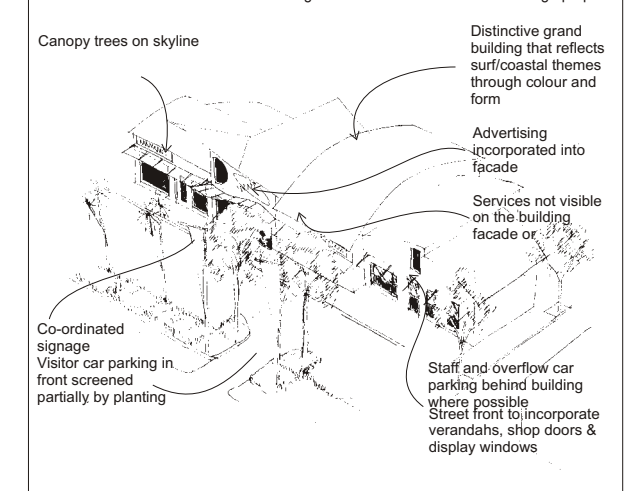 Canopy trees on skyline
Distinctive grand
building that reflects
surf/coastal themes
through colour and
form
Advertising
incorporated into
facade
Services not visible
on the building
facade or
Co-ordinated
signage
Visitor car parking in
front screened
partially by planting
Staff and overflow car
parking behind building
where possible
Street front to incorporate
verandahs, shop doors &
display windows